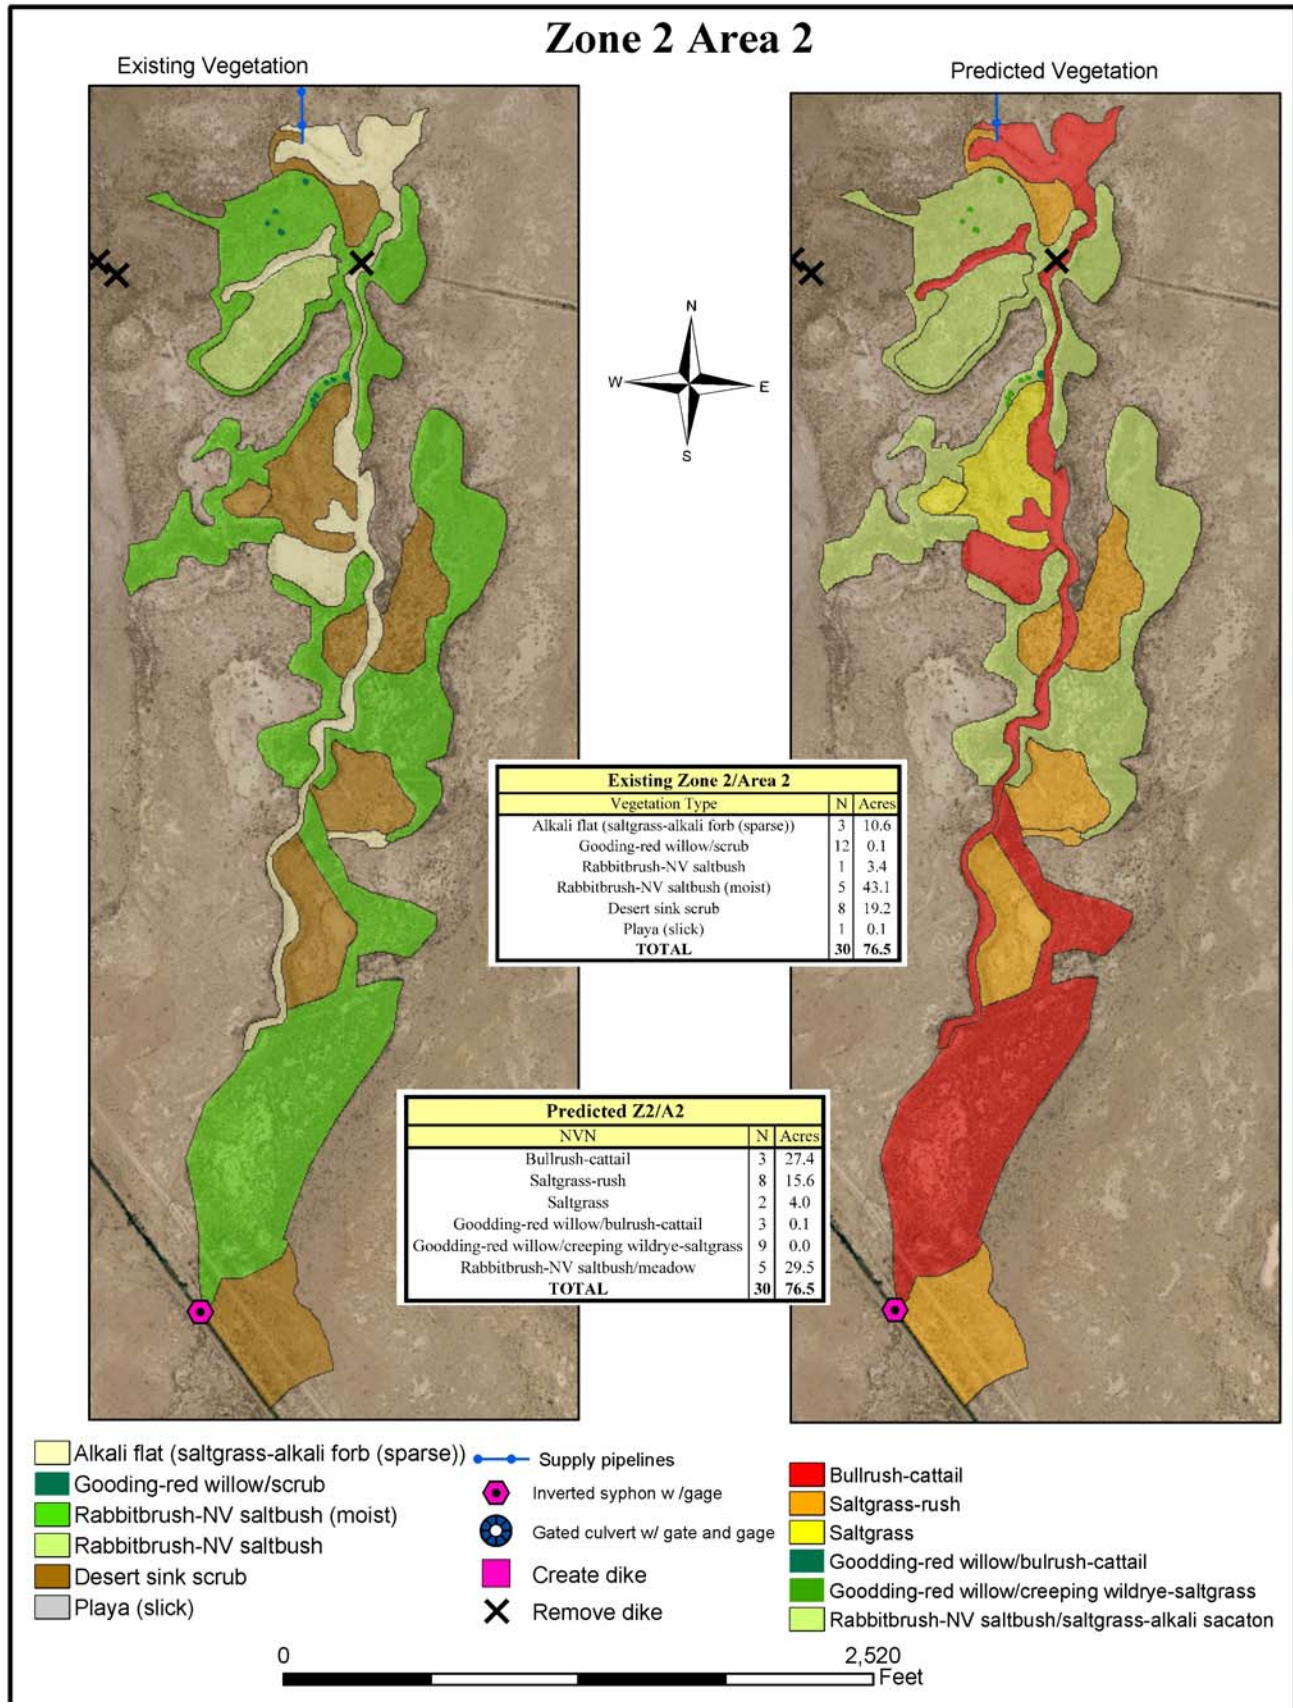 Zone 2 Area 2
Existing Vegetation
Predicted Vegetation
N
W
E
S
Existing Zone 2/Area 2
Vegetation Type N Acres
Alkali flat (saltgrass-alkali forb (sparse)) 3 10.6
Gooding-red willow/scrub 12 0.1
Rabbitbrush-NV saltbush 1 3.4
Rabbitbrush-NV saltbush (moist) 5 43.1
Desert sink scrub 8 19.2
Playa (slick) 1 0.1
TOTAL 30 76.5
Predicted Z2/A2
NVN N Acres
Bullrush-cattail 3 27.4
Saltgrass-rush 8 15.6
Saltgrass 2 4.0
Goodding-red willow/bulrush-cattail 3 0.1
Goodding-red willow/creeping wildrye-saltgrass 9 0.0
Rabbitbrush-NV saltbush/meadow 5 29.5
TOTAL 30 76.5
Alkali flat (saltgrass-alkali forb (sparse))
Gooding-red willow/scrub
Rabbitbrush-NV saltbush (moist)
Rabbitbrush-NV saltbush
Desert sink scrub
Playa (slick)
Supply pipelines
Inverted syphon w /gage
Gated culvert w/ gate and gage
Create dike
Remove dike
Bullrush-cattail
Saltgrass-rush
Saltgrass
Goodding-red willow/bulrush-cattail
Goodding-red willow/creeping wildrye-saltgrass
Rabbitbrush-NV saltbush/saltgrass-alkali sacaton
0 2,520
Feet